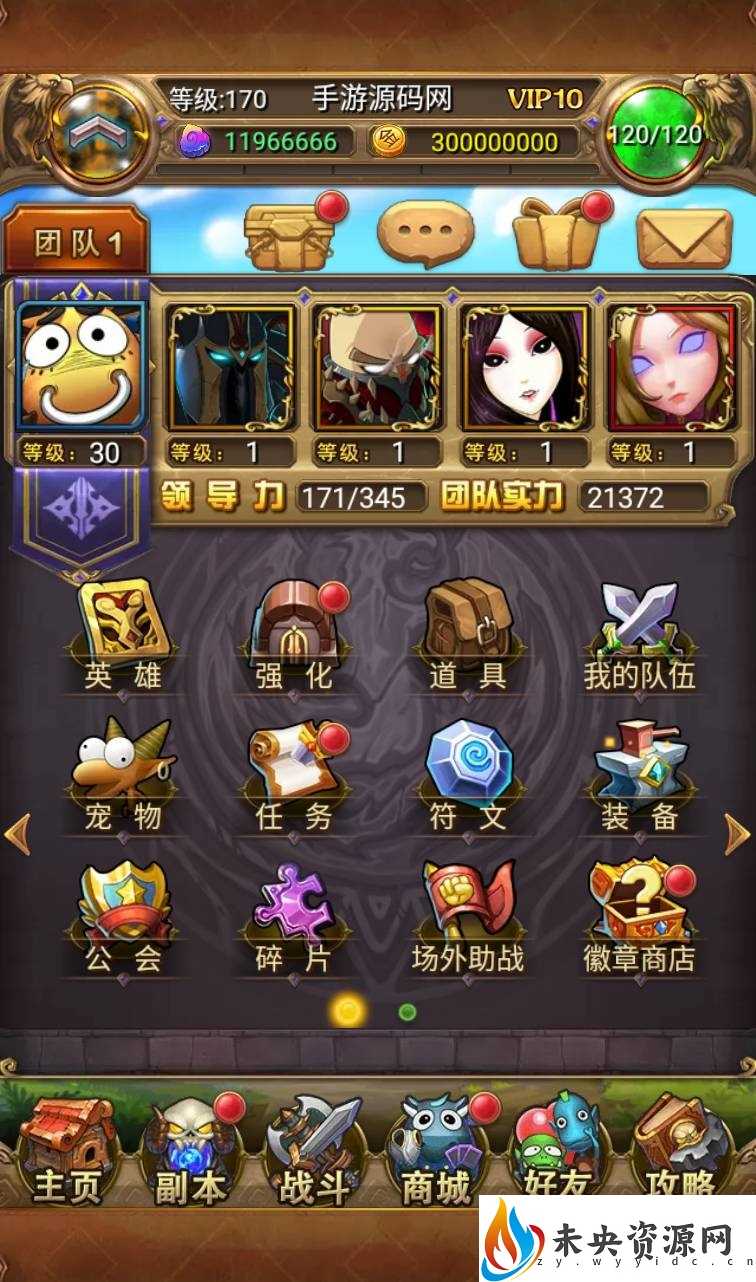 等级:170 手游源码网 VIP10
11966666 300000000 120/120
团队1
等级: 30 等级: 1 等级: 1 等级: 1 等级: 1
领导力 171/345 团队实力 21372
英雄 强化 道具 我的队伍
宠物 任务 符文 装备
公会 碎片 场外助战 徽章商店
主页 副本 战斗 商城 好友 攻略
未央资源网
zy.wyyidc.cn